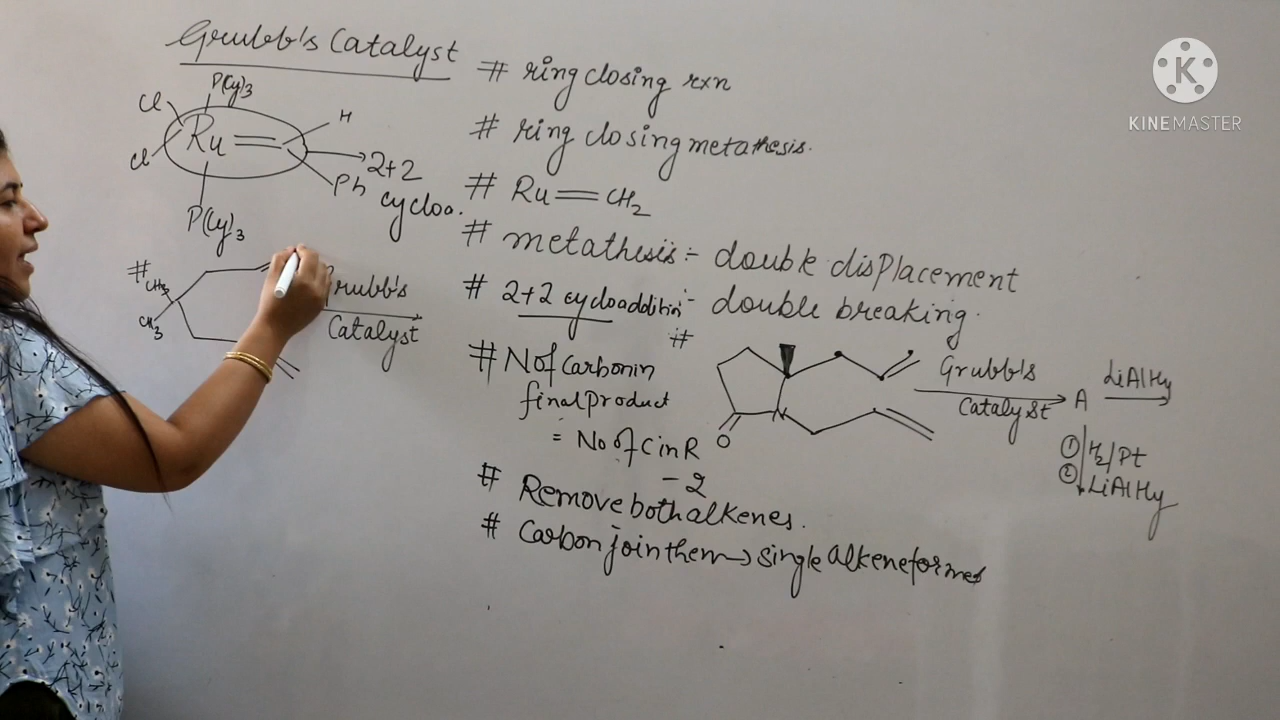 Grubb's Catalyst
P(Cy)3
Cl
Ru
H
Cl
2+2
Ph
cycloa.
P(Cy)3
# ring closing rxn
# ring closing metathesis.
# Ru=CH2
# metathesis :- double displacement
# 2+2 cycloaddition :- double breaking.
#
CH3
CH3
Grubb's
Catalyst
# N of Carbon in
final product
= No of C in R
- 2
#
O
Grubb's
Catalyst
A
LiAlH4
① H2/Pt
② LiAlH4
# Remove both alkenes.
# Carbon join them → single alkene formed
KINEMASTER